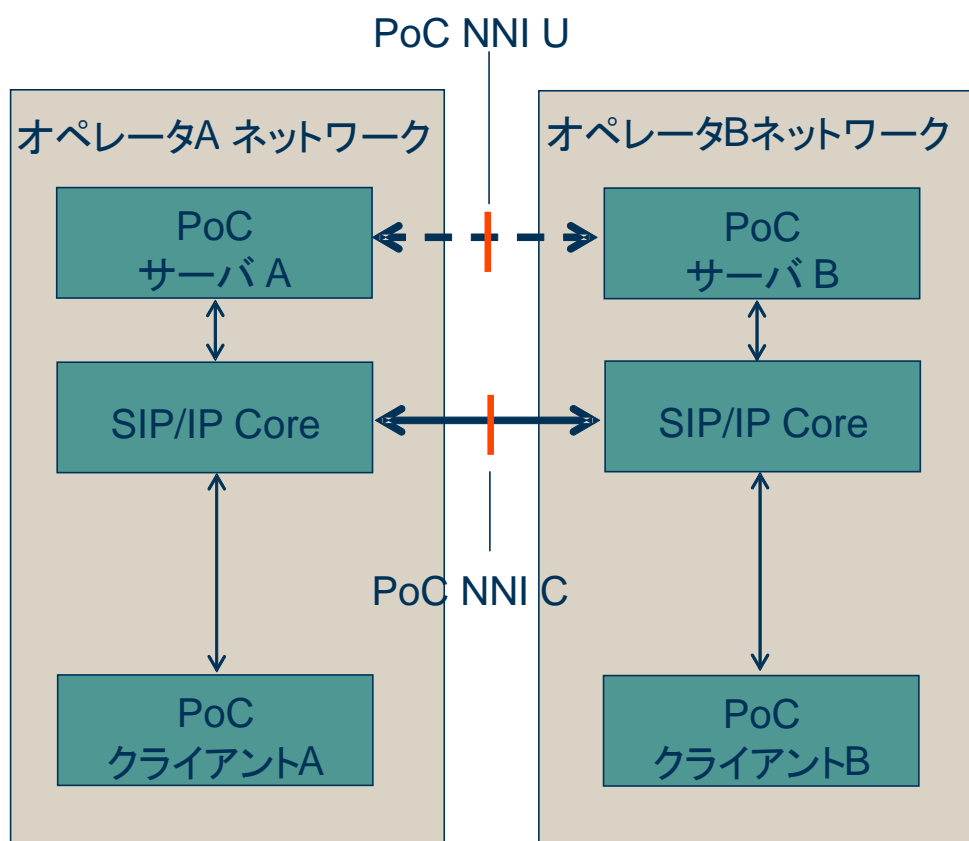 PoC NNI U
オペレータA ネットワーク
オペレータBネットワーク
PoC
サーバ A
PoC
サーバ B
SIP/IP Core
SIP/IP Core
PoC NNI C
PoC
クライアントA
PoC
クライアントB